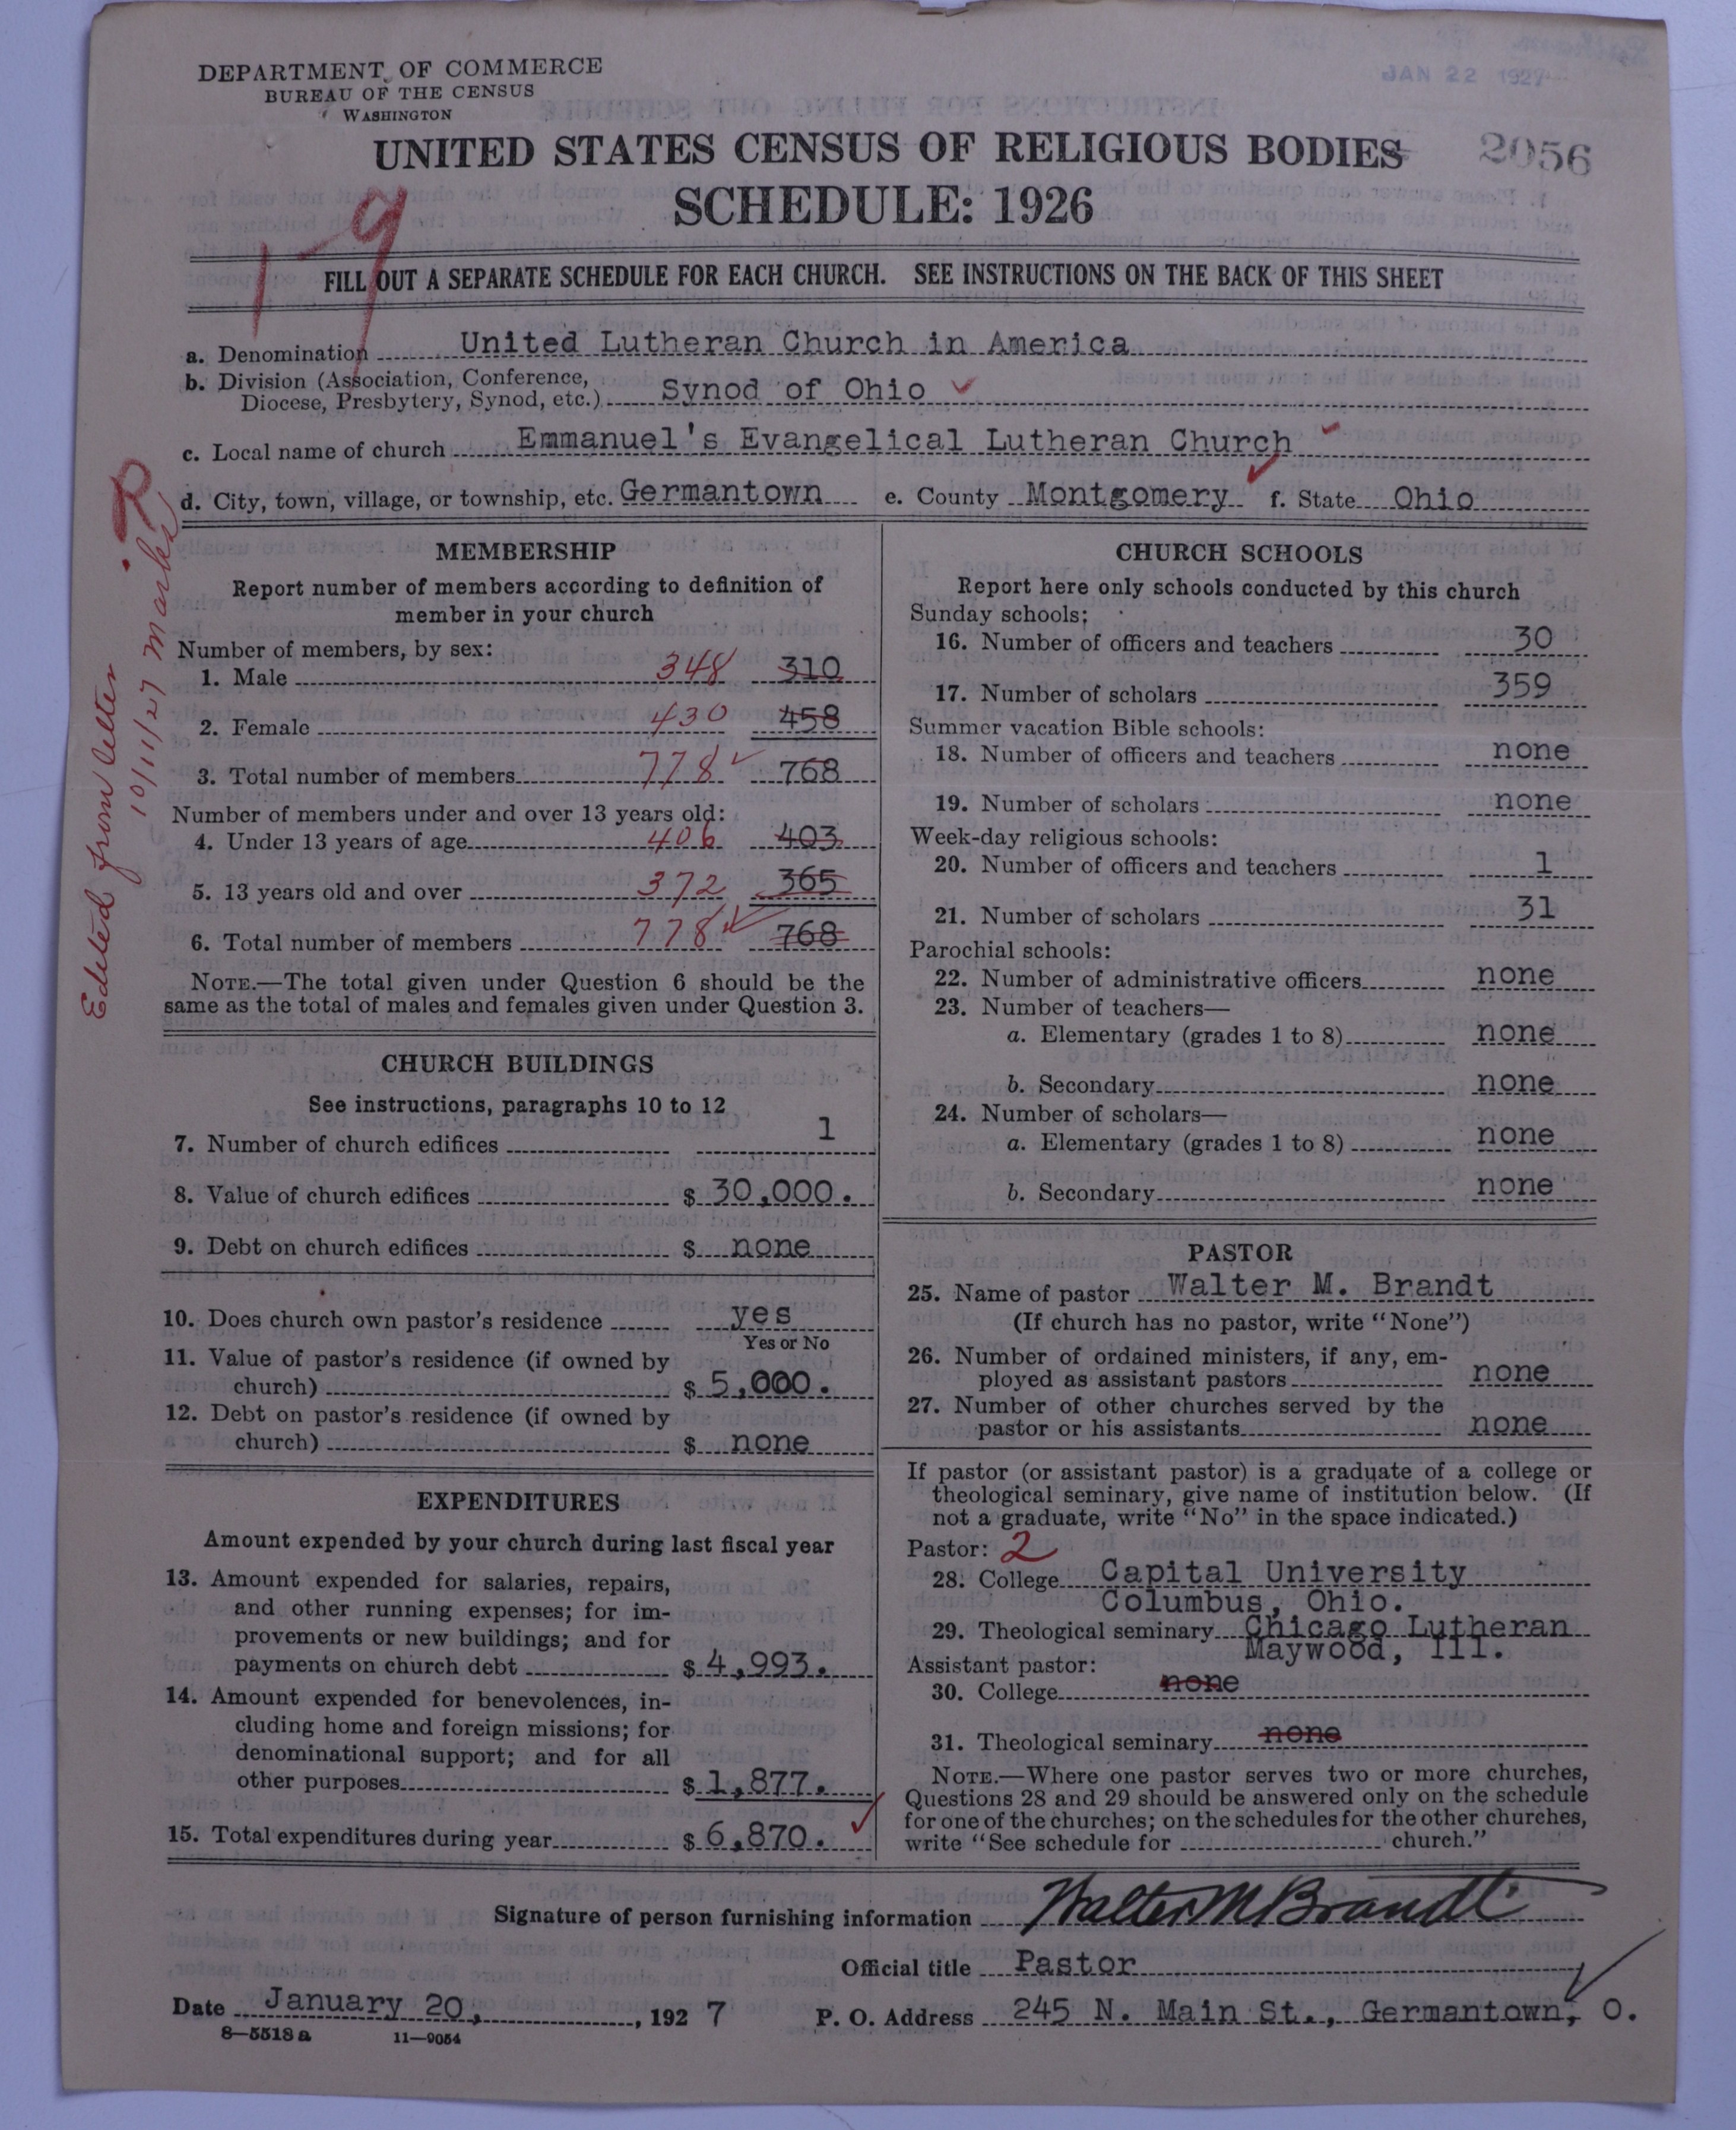 DEPARTMENT OF COMMERCE
BUREAU OF THE CENSUS
WASHINGTON
JAN 22 1927
UNITED STATES CENSUS OF RELIGIOUS BODIES
2056
SCHEDULE: 1926
1-9
FILL OUT A SEPARATE SCHEDULE FOR EACH CHURCH. SEE INSTRUCTIONS ON THE BACK OF THIS SHEET
a. Denomination United Lutheran Church in America
b. Division (Association, Conference, Diocese, Presbytery, Synod, etc.) Synod of Ohio
c. Local name of church Emmanuel's Evangelical Lutheran Church
d. City, town, village, or township, etc. Germantown e. County Montgomery f. State Ohio
Edited from letter
10/11/27 Marks
MEMBERSHIP
Report number of members according to definition of
member in your church
Number of members, by sex:
1. Male 348 310
2. Female 430 458
3. Total number of members 778 768
Number of members under and over 13 years old:
4. Under 13 years of age 406 403
5. 13 years old and over 372 365
6. Total number of members 778 768
NOTE.—The total given under Question 6 should be the
same as the total of males and females given under Question 3.
CHURCH BUILDINGS
See instructions, paragraphs 10 to 12
7. Number of church edifices 1
8. Value of church edifices $ 30,000.
9. Debt on church edifices $ none
10. Does church own pastor's residence yes
Yes or No
11. Value of pastor's residence (if owned by
church) $ 5,000.
12. Debt on pastor's residence (if owned by
church) $ none
EXPENDITURES
Amount expended by your church during last fiscal year
13. Amount expended for salaries, repairs,
and other running expenses; for im-
provements or new buildings; and for
payments on church debt $ 4,993.
14. Amount expended for benevolences, in-
cluding home and foreign missions; for
denominational support; and for all
other purposes $ 1,877.
15. Total expenditures during year $ 6,870.
CHURCH SCHOOLS
Report here only schools conducted by this church
Sunday schools:
16. Number of officers and teachers 30
17. Number of scholars 359
Summer vacation Bible schools:
18. Number of officers and teachers none
19. Number of scholars none
Week-day religious schools:
20. Number of officers and teachers 1
21. Number of scholars 31
Parochial schools:
22. Number of administrative officers none
23. Number of teachers—
a. Elementary (grades 1 to 8) none
b. Secondary none
24. Number of scholars—
a. Elementary (grades 1 to 8) none
b. Secondary none
PASTOR
25. Name of pastor Walter M. Brandt
(If church has no pastor, write "None")
26. Number of ordained ministers, if any, em-
ployed as assistant pastors none
27. Number of other churches served by the
pastor or his assistants none
If pastor (or assistant pastor) is a graduate of a college or
theological seminary, give name of institution below. (If
not a graduate, write "No" in the space indicated.)
Pastor: 2
28. College Capital University
Columbus, Ohio.
29. Theological seminary Chicago Lutheran
Maywood, Ill.
Assistant pastor:
30. College none
31. Theological seminary none
NOTE.—Where one pastor serves two or more churches,
Questions 28 and 29 should be answered only on the schedule
for one of the churches; on the schedules for the other churches,
write "See schedule for church."
Signature of person furnishing information Walter M Brandt
Official title Pastor
Date January 20, 1927 P. O. Address 245 N. Main St., Germantown, O.
8-5518a 11-9054